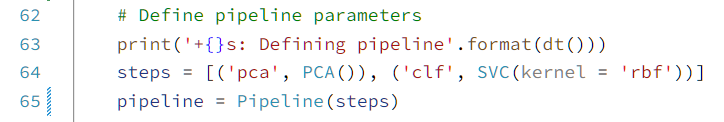 62 # Define pipeline parameters
63 print('+{}s: Defining pipeline'.format(dt()))
64 steps = [('pca', PCA()), ('clf', SVC(kernel = 'rbf'))]
65 pipeline = Pipeline(steps)